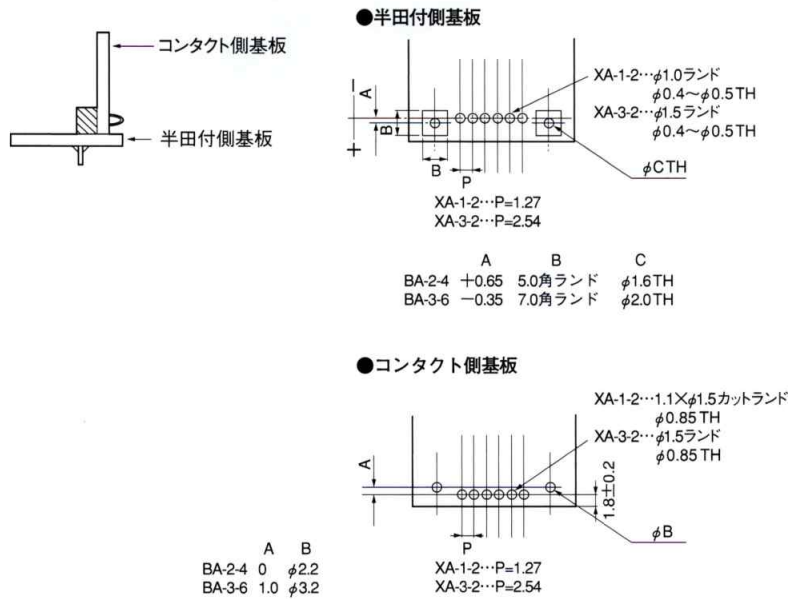 コンタクト側基板
半田付側基板
●半田付側基板
A
−
+
B
B
P
XA-1-2…φ1.0ランド
φ0.4～φ0.5TH
XA-3-2…φ1.5ランド
φ0.4～φ0.5TH
φCTH
XA-1-2…P=1.27
XA-3-2…P=2.54
A B C
BA-2-4 +0.65 5.0角ランド φ1.6TH
BA-3-6 −0.35 7.0角ランド φ2.0TH
●コンタクト側基板
XA-1-2…1.1×φ1.5カットランド
φ0.85TH
XA-3-2…φ1.5ランド
φ0.85TH
A
1.8±0.2
P
φB
XA-1-2…P=1.27
XA-3-2…P=2.54
A B
BA-2-4 0 φ2.2
BA-3-6 1.0 φ3.2